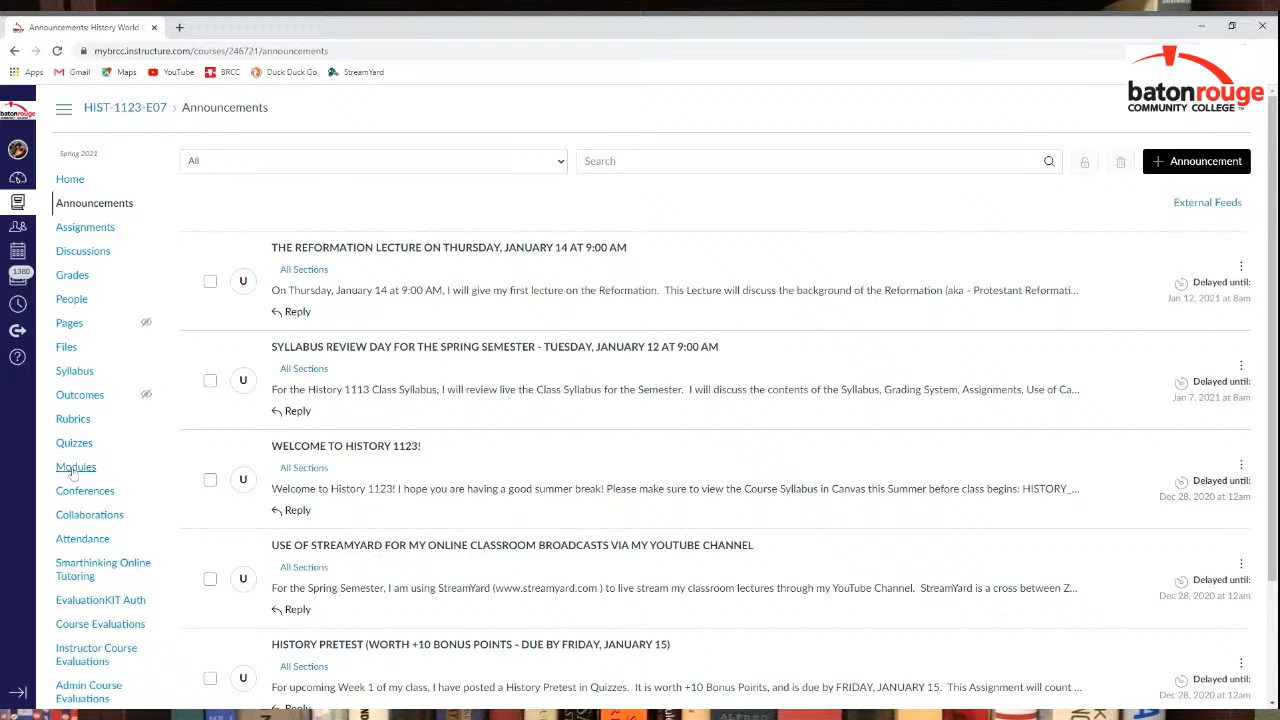 Announcements: History World
mybrcc.instructure.com/courses/246721/announcements
Apps Gmail Maps YouTube BRCC Duck Duck Go StreamYard
batonrouge
COMMUNITY COLLEGE
HIST-1123-E07 › Announcements
Spring 2021
All
Search
+ Announcement
Home
Announcements
Assignments
Discussions
Grades
People
Pages
Files
Syllabus
Outcomes
Rubrics
Quizzes
Modules
Conferences
Collaborations
Attendance
Smarthinking Online
Tutoring
EvaluationKIT Auth
Course Evaluations
Instructor Course
Evaluations
Admin Course
Evaluations
1380
External Feeds
THE REFORMATION LECTURE ON THURSDAY, JANUARY 14 AT 9:00 AM
All Sections
On Thursday, January 14 at 9:00 AM, I will give my first lecture on the Reformation. This Lecture will discuss the background of the Reformation (aka - Protestant Reformati...
Reply
Delayed until:
Jan 12, 2021 at 8am
SYLLABUS REVIEW DAY FOR THE SPRING SEMESTER - TUESDAY, JANUARY 12 AT 9:00 AM
All Sections
For the History 1113 Class Syllabus, I will review live the Class Syllabus for the Semester. I will discuss the contents of the Syllabus, Grading System, Assignments, Use of Ca...
Reply
Delayed until:
Jan 7, 2021 at 8am
WELCOME TO HISTORY 1123!
All Sections
Welcome to History 1123! I hope you are having a good summer break! Please make sure to view the Course Syllabus in Canvas this Summer before class begins: HISTORY_...
Reply
Delayed until:
Dec 28, 2020 at 12am
USE OF STREAMYARD FOR MY ONLINE CLASSROOM BROADCASTS VIA MY YOUTUBE CHANNEL
All Sections
For the Spring Semester, I am using StreamYard (www.streamyard.com ) to live stream my classroom lectures through my YouTube Channel. StreamYard is a cross between Z...
Reply
Delayed until:
Dec 28, 2020 at 12am
HISTORY PRETEST (WORTH +10 BONUS POINTS - DUE BY FRIDAY, JANUARY 15)
All Sections
For upcoming Week 1 of my class, I have posted a History Pretest in Quizzes. It is worth +10 Bonus Points and is due by FRIDAY, JANUARY 15. This Assignment will count ...
Reply
Delayed until:
Dec 28, 2020 at 12am
U
U
U
U
U